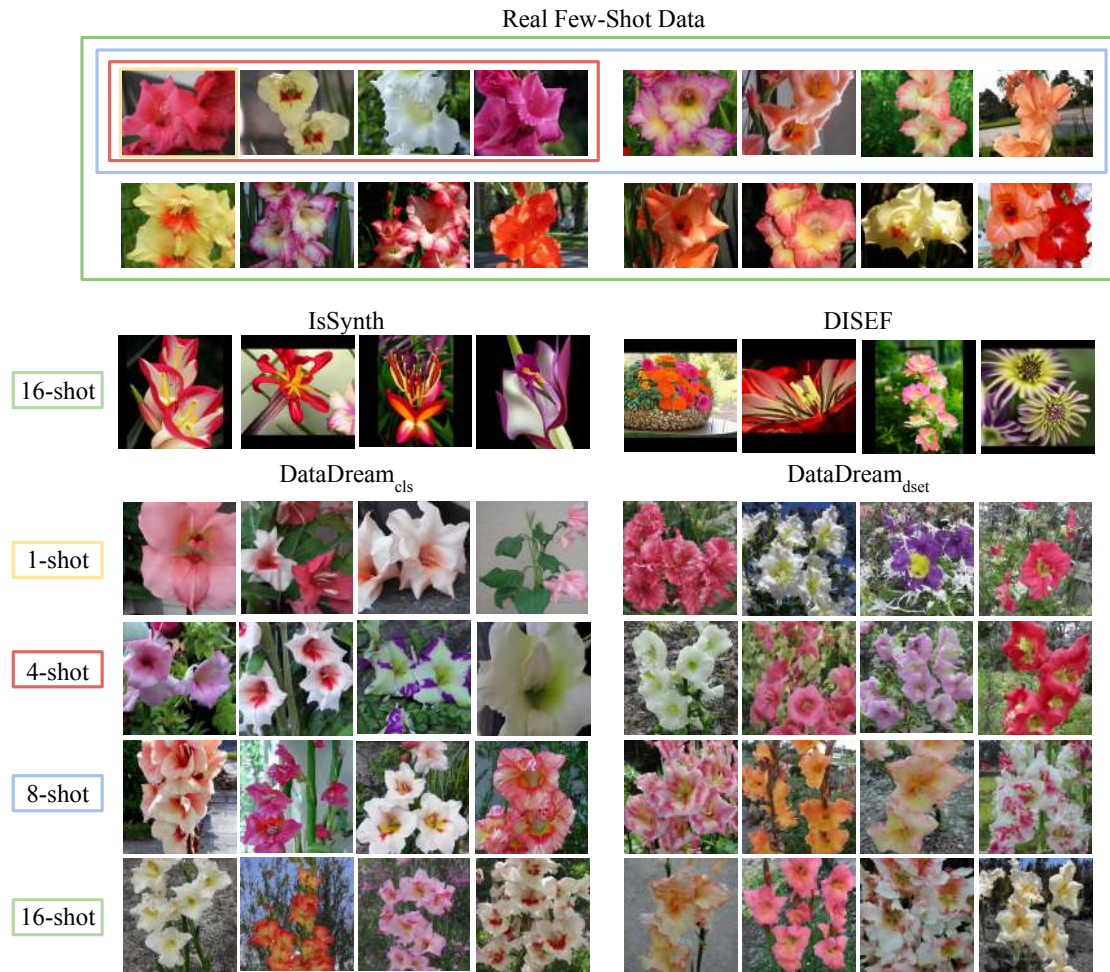 Real Few-Shot Data
IsSynth
DISEF
16-shot
DataDream_cls
DataDream_dset
1-shot
4-shot
8-shot
16-shot